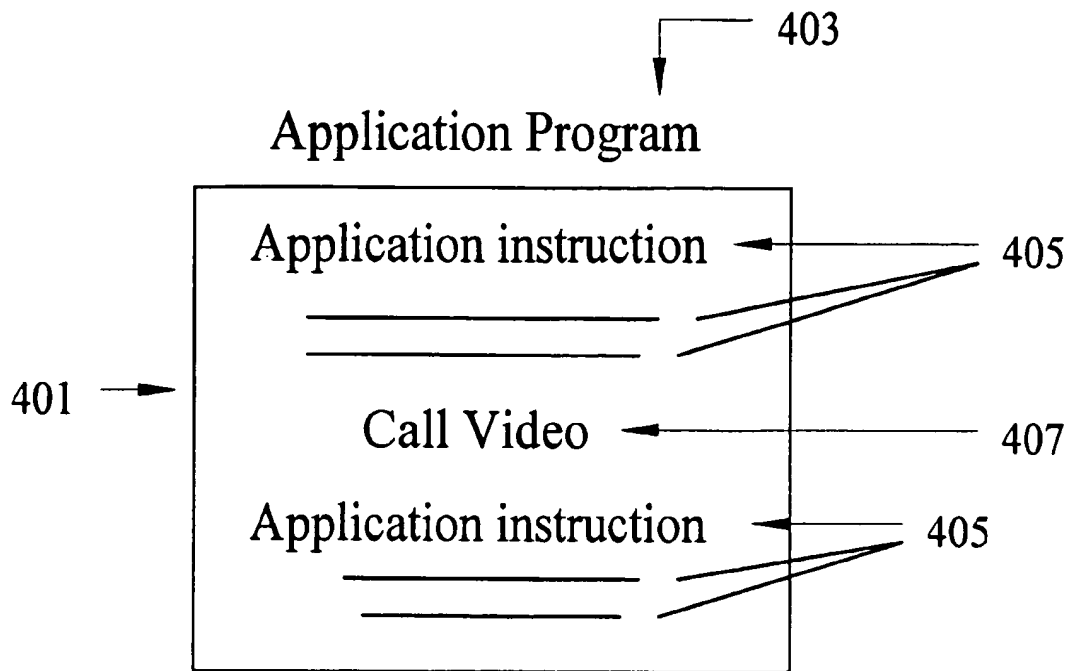 403
Application Program
Application instruction
405
401
Call Video
407
Application instruction
405